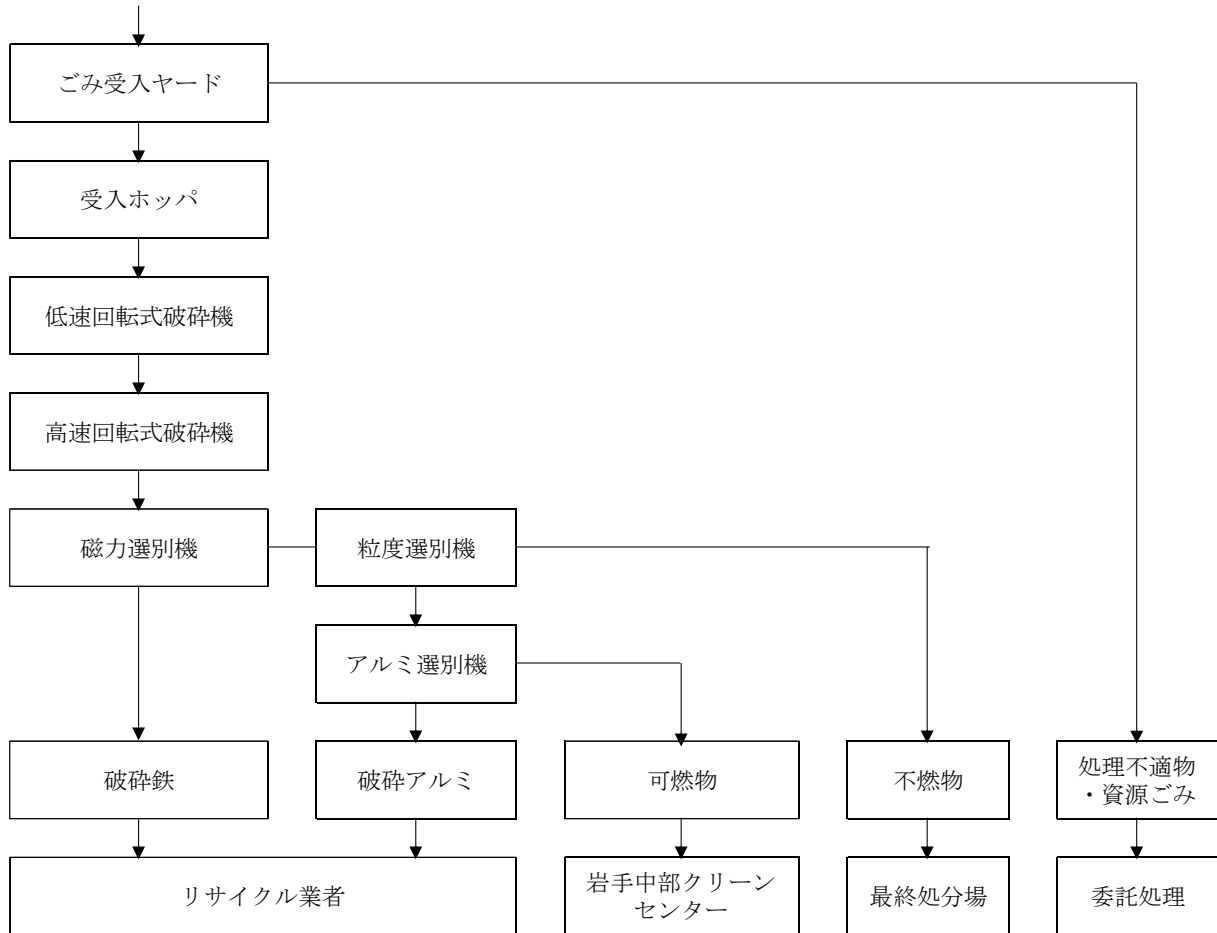 ごみ受入ヤード
受入ホッパ
低速回転式破砕機
高速回転式破砕機
磁力選別機
粒度選別機
アルミ選別機
破砕鉄
破砕アルミ
可燃物
不燃物
処理不適物
・資源ごみ
リサイクル業者
岩手中部クリーン
センター
最終処分場
委託処理